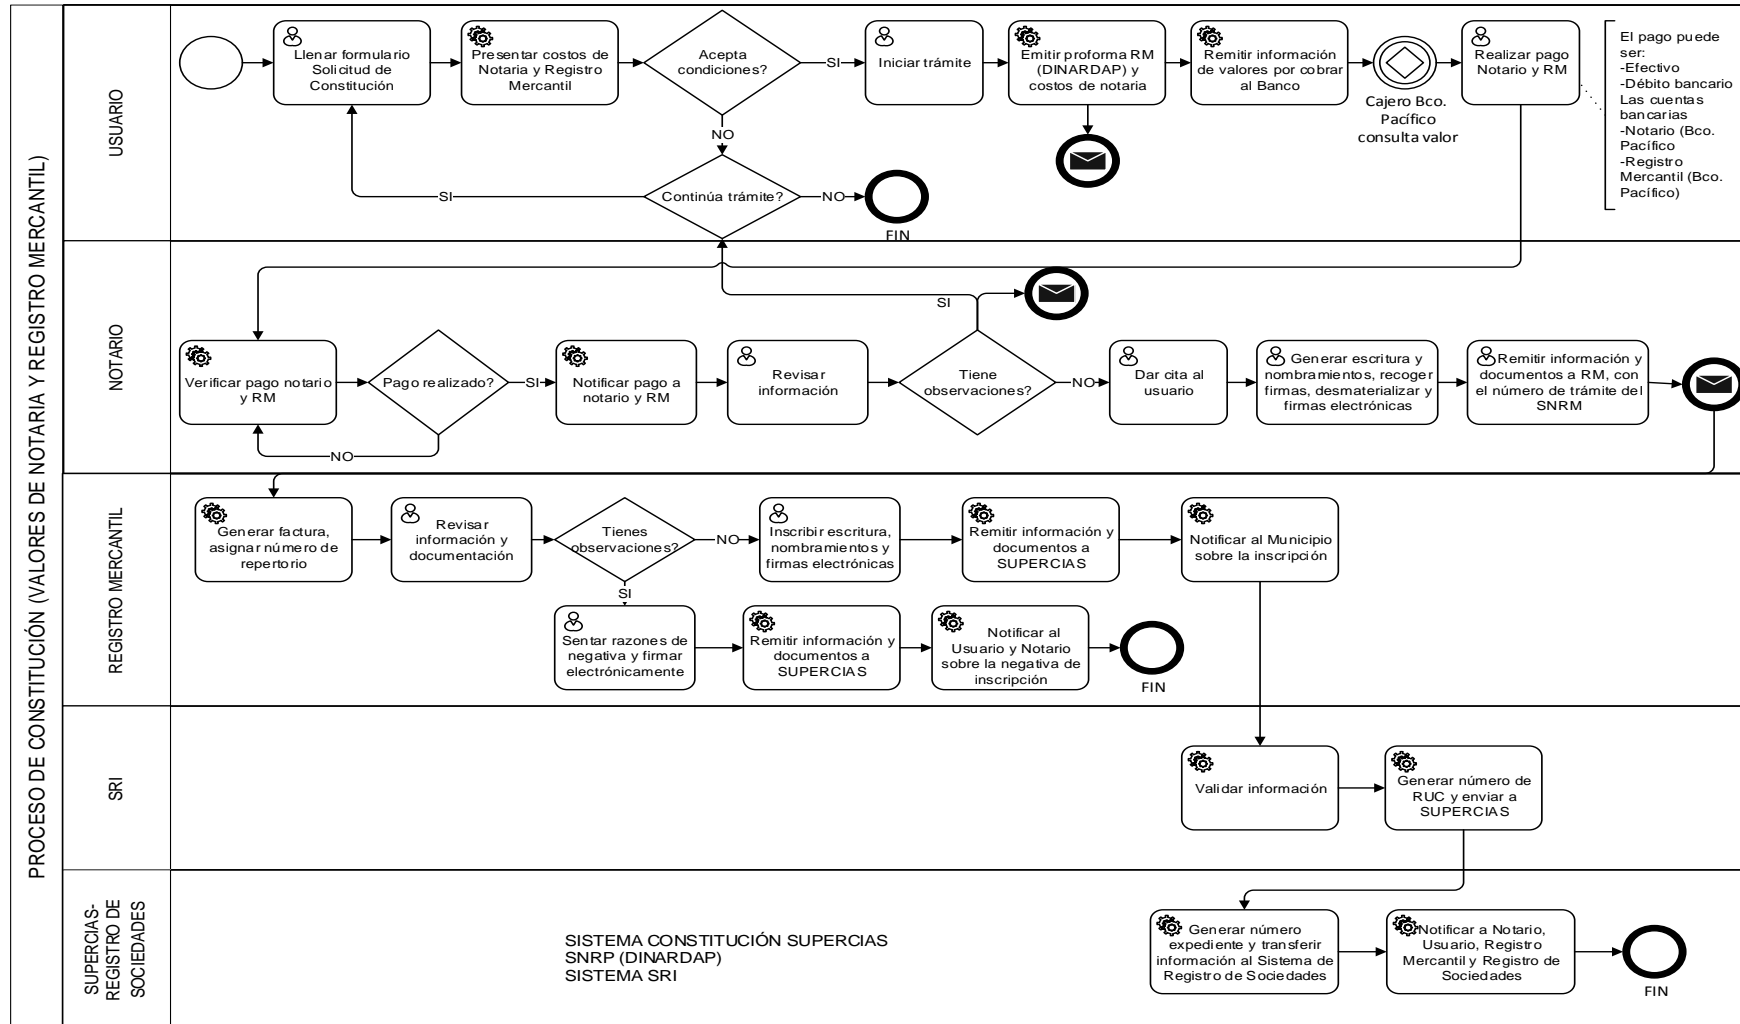 PROCESO DE CONSTITUCIÓN (VALORES DE NOTARIA Y REGISTRO MERCANTIL)
USUARIO
Llenar formulario
Solicitud de
Constitución
Presentar costos de
Notaria y Registro
Mercantil
Acepta
condiciones?
SI
Iniciar trámite
Emitir proforma RM
(DINARDAP) y
costos de notaria
Remitir información
de valores por cobrar
al Banco
Cajero Bco.
Pacífico
consulta valor
Realizar pago
Notario y RM
El pago puede
ser:
-Efectivo
-Débito bancario
Las cuentas
bancarias
-Notario (Bco.
Pacífico
-Registro
Mercantil (Bco.
Pacífico)
NO
Continúa trámite?
SI
NO
FIN
NOTARIO
Verificar pago notario
y RM
Pago realizado?
SI
NO
Notificar pago a
notario y RM
Revisar
información
Tiene
observaciones?
SI
NO
Dar cita al
usuario
Generar escritura y
nombramientos, recoger
firmas, desmaterializar y
firmas electrónicas
Remitir información y
documentos a RM, con
el número de trámite del
SNRM
REGISTRO MERCANTIL
Generar factura,
asignar número de
repertorio
Revisar
información y
documentación
Tienes
observaciones?
NO
Inscribir escritura,
nombramientos y
firmas electrónicas
Remitir información y
documentos a
SUPERCIAS
Notificar al Municipio
sobre la inscripción
SI
Sentar razones de
negativa y firmar
electrónicamente
Remitir información y
documentos a
SUPERCIAS
Notificar al
Usuario y Notario
sobre la negativa de
inscripción
FIN
SRI
Validar información
Generar número de
RUC y enviar a
SUPERCIAS
SUPERCIAS-
REGISTRO DE
SOCIEDADES
SISTEMA CONSTITUCIÓN SUPERCIAS
SNRP (DINARDAP)
SISTEMA SRI
Generar número
expediente y transferir
información al Sistema de
Registro de Sociedades
Notificar a Notario,
Usuario, Registro
Mercantil y Registro de
Sociedades
FIN